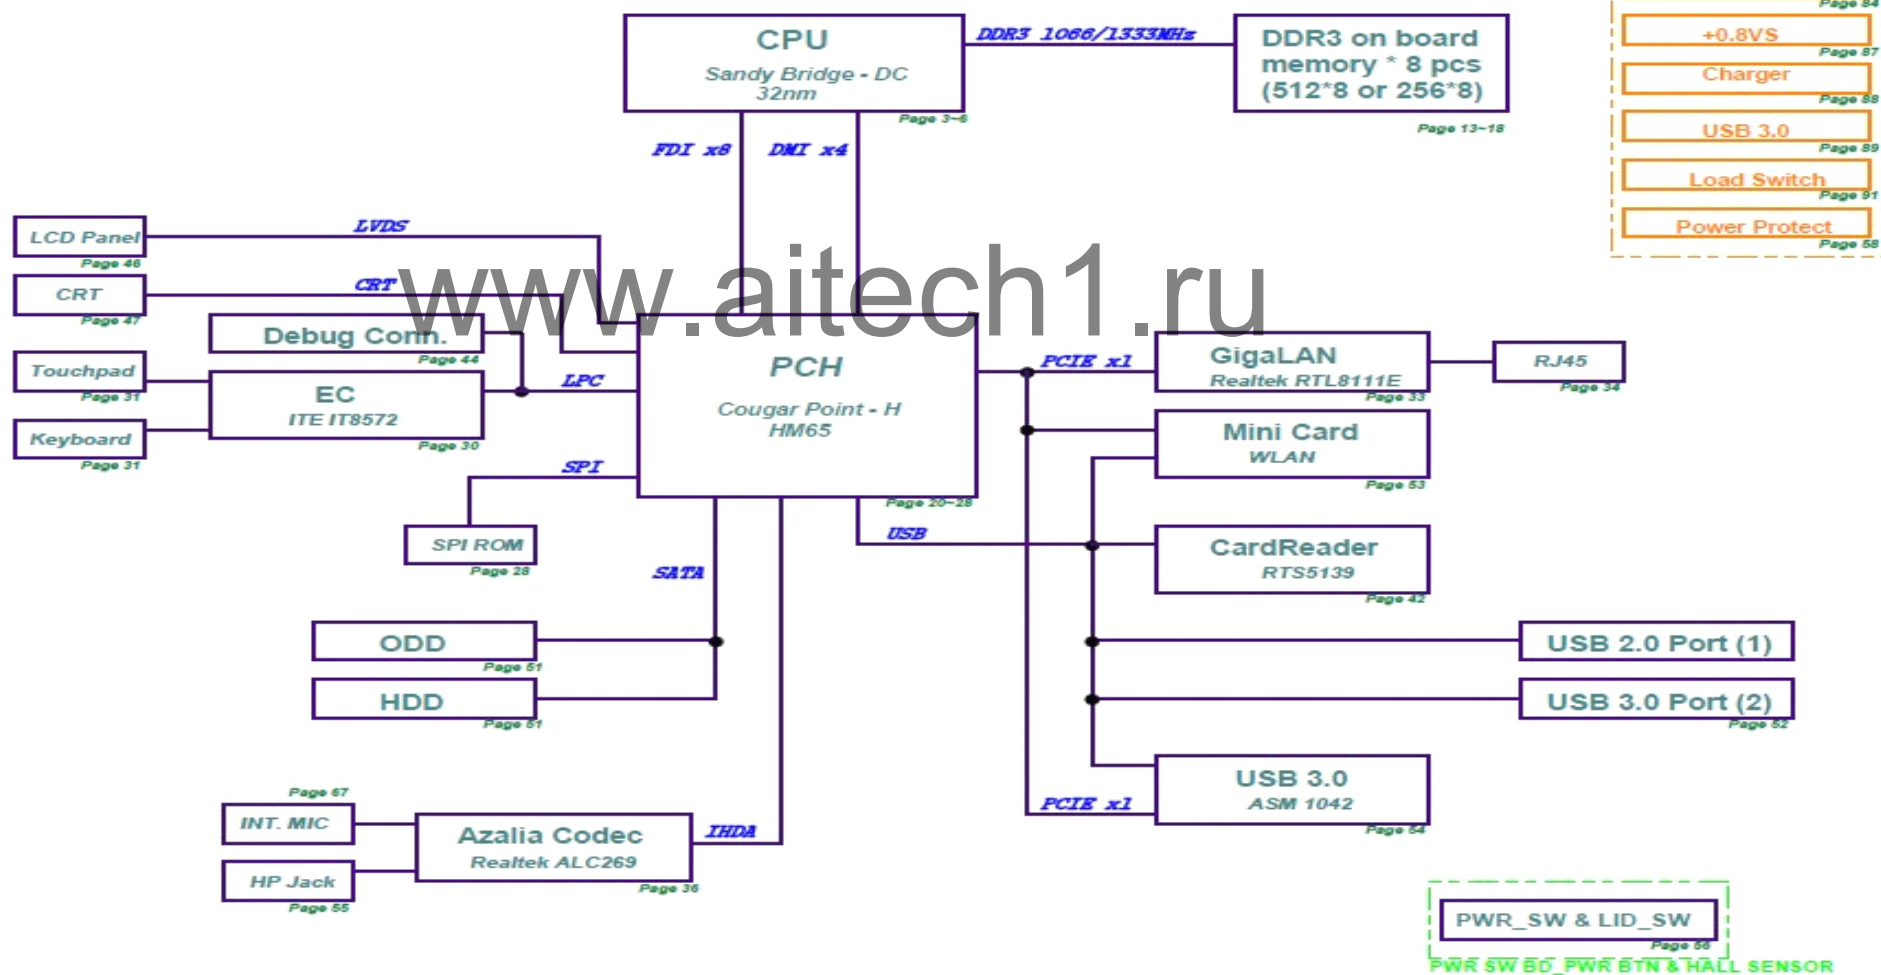 Page 84
CPU
Sandy Bridge - DC
32nm
Page 3~6
DDR3 1066/1333MHz
DDR3 on board
memory * 8 pcs
(512*8 or 256*8)
Page 13~18
+0.8VS
Page 87
Charger
Page 88
USB 3.0
Page 89
Load Switch
Page 91
Power Protect
Page 58
FDI x8
DMI x4
LCD Panel
Page 46
LVDS
CRT
Page 47
CRT
www.aitech1.ru
Debug Conn.
Page 44
Touchpad
Page 31
EC
ITE IT8572
Page 30
LPC
Keyboard
Page 31
PCH
Cougar Point - H
HM65
Page 20~28
PCIE x1
GigaLAN
Realtek RTL8111E
Page 33
RJ45
Page 34
Mini Card
WLAN
Page 53
SPI
SPI ROM
Page 28
USB
CardReader
RTS5139
Page 42
SATA
ODD
Page 51
HDD
Page 51
USB 2.0 Port (1)
USB 3.0 Port (2)
Page 52
USB 3.0
ASM 1042
Page 54
PCIE x1
Page 67
INT. MIC
HP Jack
Page 55
Azalia Codec
Realtek ALC269
Page 36
IHDA
PWR_SW & LID_SW
Page 56
PWR SW BD_PWR BTN & HALL SENSOR